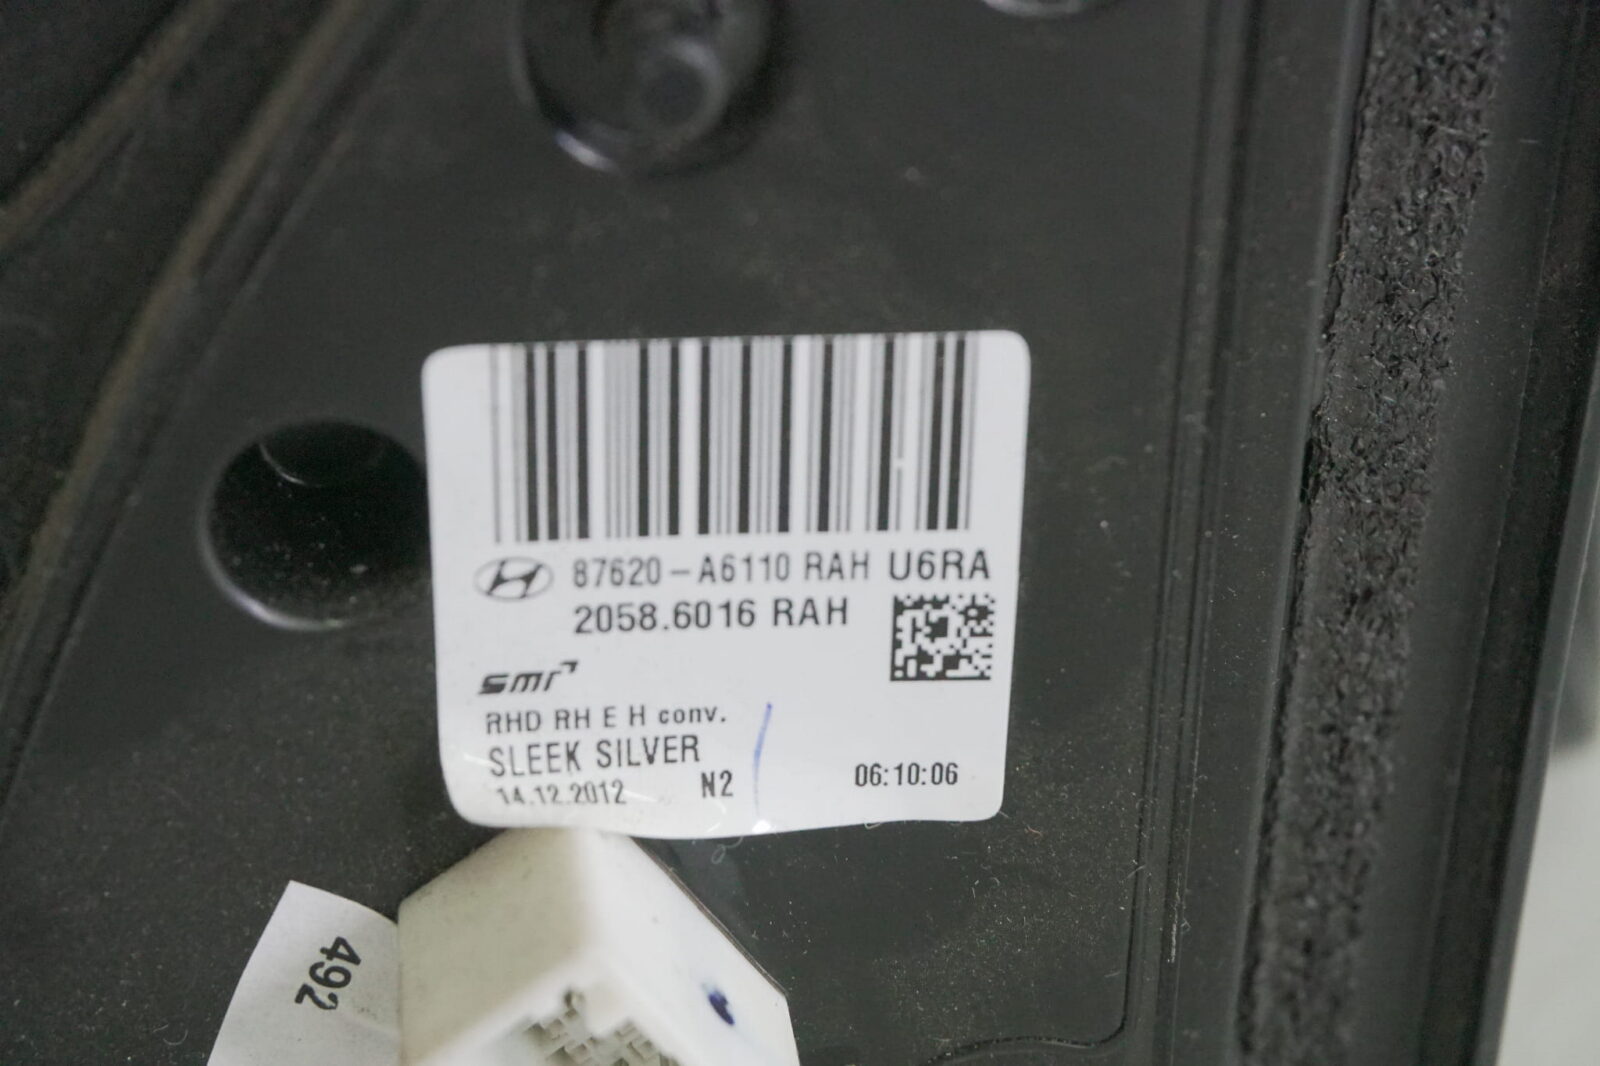 87620-A6110 RAH U6RA
2058.6016 RAH
smr
RHD RH E H conv.
SLEEK SILVER
14.12.2012 N2 06:10:06
492